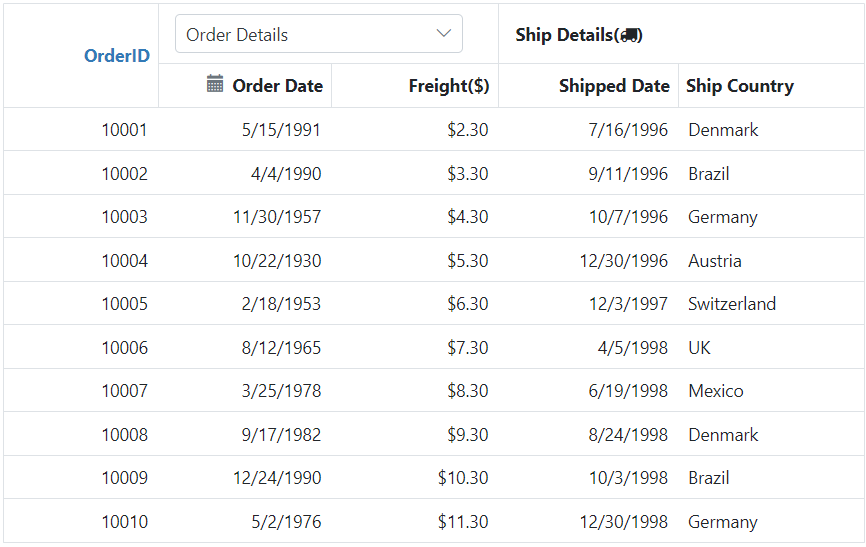 OrderID
Order Details
Ship Details()
Order Date Freight($) Shipped Date Ship Country
10001 5/15/1991 $2.30 7/16/1996 Denmark
10002 4/4/1990 $3.30 9/11/1996 Brazil
10003 11/30/1957 $4.30 10/7/1996 Germany
10004 10/22/1930 $5.30 12/30/1996 Austria
10005 2/18/1953 $6.30 12/3/1997 Switzerland
10006 8/12/1965 $7.30 4/5/1998 UK
10007 3/25/1978 $8.30 6/19/1998 Mexico
10008 9/17/1982 $9.30 8/24/1998 Denmark
10009 12/24/1990 $10.30 10/3/1998 Brazil
10010 5/2/1976 $11.30 12/30/1998 Germany